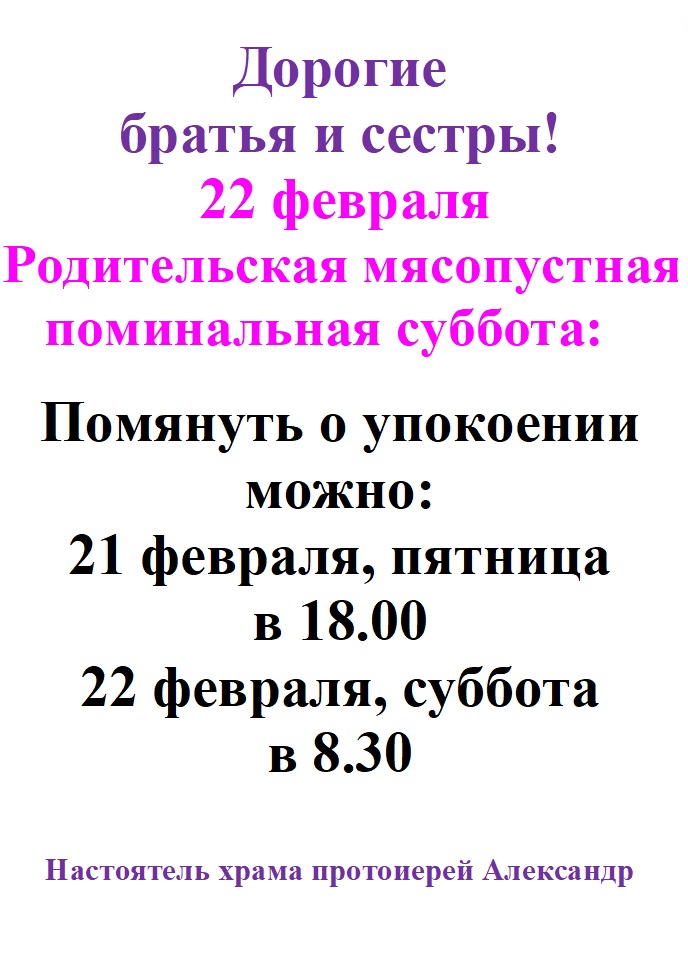 Дорогие
братья и сестры!
22 февраля
Родительская мясопустная
поминальная суббота:
Помянуть о упокоении
можно:
21 февраля, пятница
в 18.00
22 февраля, суббота
в 8.30
Настоятель храма протоиерей Александр